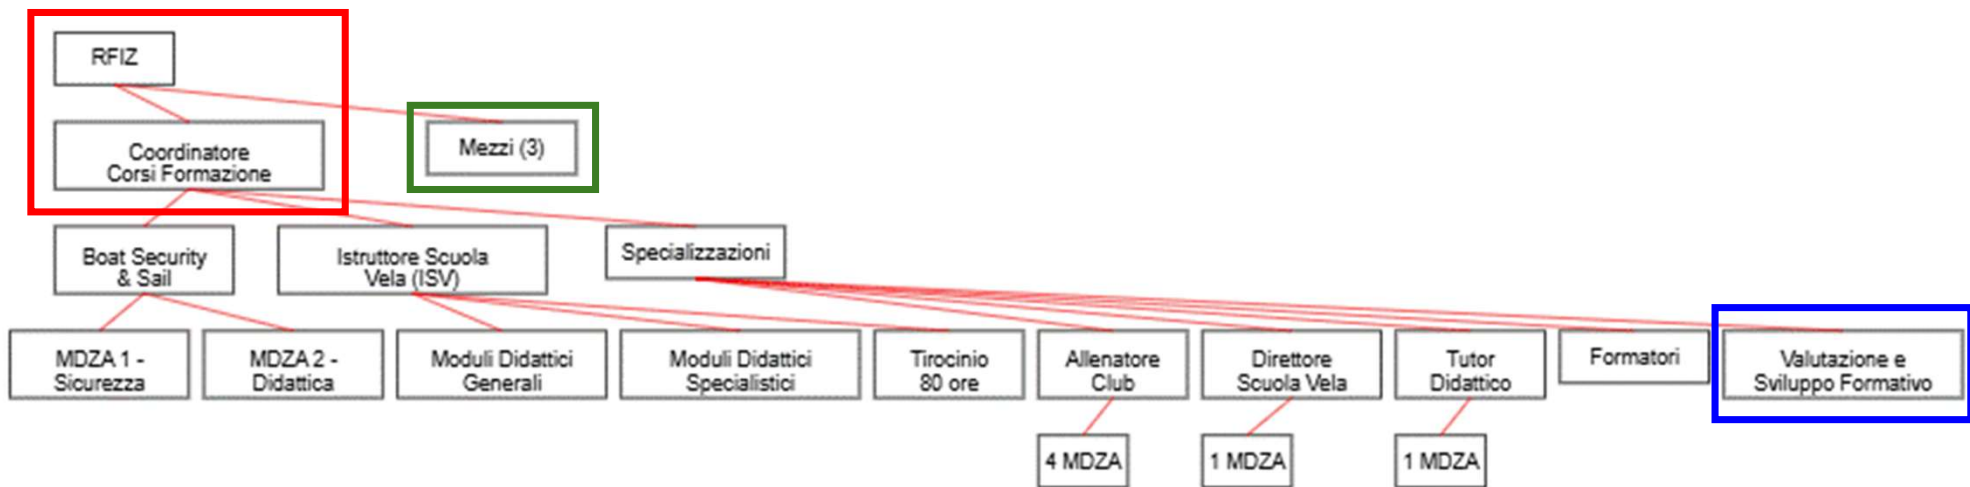 RFIZ
Coordinatore
Corsi Formazione
Mezzi (3)
Boat Security
& Sail
Istruttore Scuola
Vela (ISV)
Specializzazioni
MDZA 1 -
Sicurezza
MDZA 2 -
Didattica
Moduli Didattici
Generali
Moduli Didattici
Specialistici
Tirocinio
80 ore
Allenatore
Club
Direttore
Scuola Vela
Tutor
Didattico
Formatori
Valutazione e
Sviluppo Formativo
4 MDZA
1 MDZA
1 MDZA